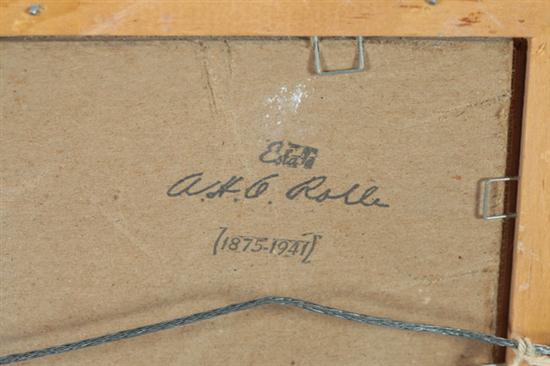 Estate
A.H.O. Rolle
[1875-1941]